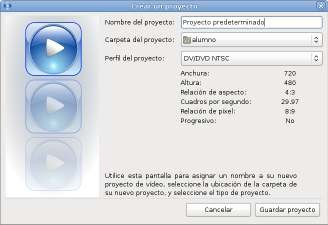 Crear un proyecto
Nombre del proyecto: Proyecto predeterminado
Carpeta del proyecto: alumno
Perfil del proyecto: DV/DVD NTSC
Anchura: 720
Altura: 480
Relación de aspecto: 4:3
Cuadros por segundo: 29.97
Relación de pixel: 8:9
Progresivo: No
Utilice esta pantalla para asignar un nombre a su nuevo
proyecto de vídeo, seleccione la ubicación de la carpeta de
su nuevo proyecto, y seleccione el tipo de proyecto.
Cancelar Guardar proyecto